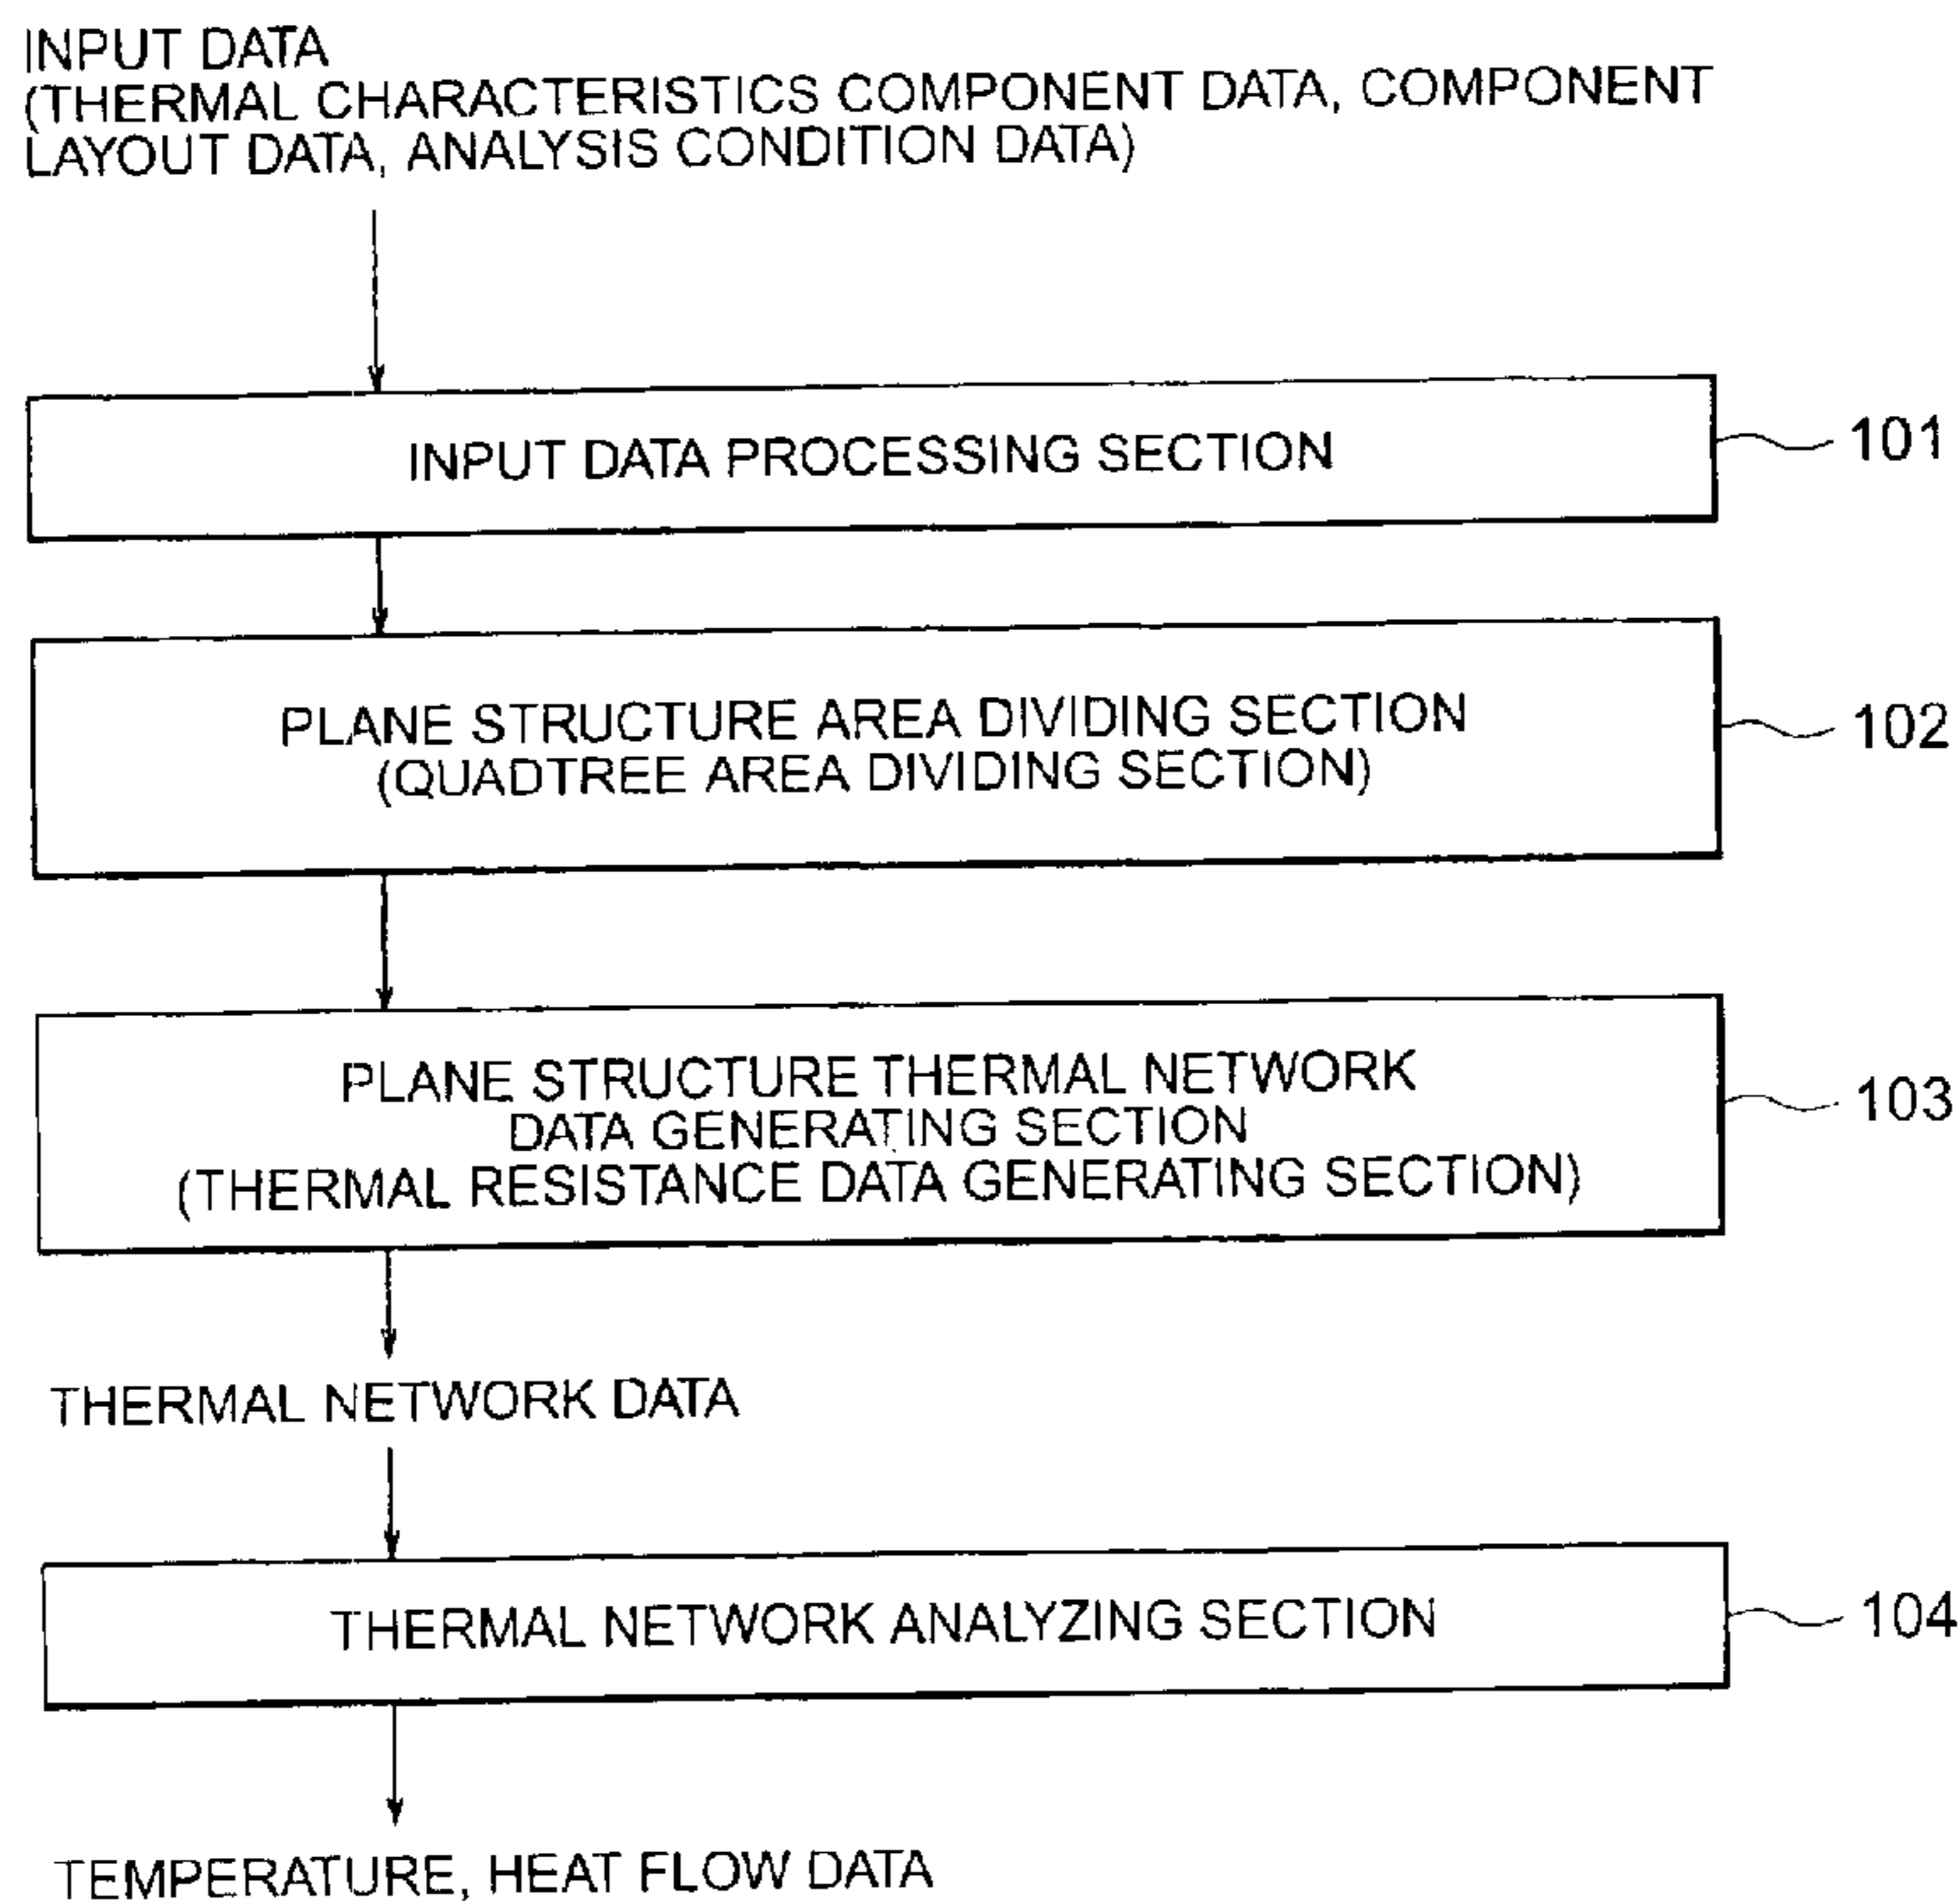 INPUT DATA
(THERMAL CHARACTERISTICS COMPONENT DATA, COMPONENT
LAYOUT DATA, ANALYSIS CONDITION DATA)
INPUT DATA PROCESSING SECTION
101
PLANE STRUCTURE AREA DIVIDING SECTION
(QUADTREE AREA DIVIDING SECTION)
102
PLANE STRUCTURE THERMAL NETWORK
DATA GENERATING SECTION
(THERMAL RESISTANCE DATA GENERATING SECTION)
103
THERMAL NETWORK DATA
THERMAL NETWORK ANALYZING SECTION
104
TEMPERATURE, HEAT FLOW DATA